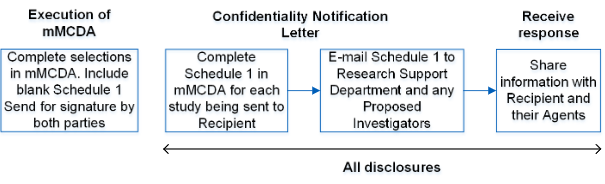 Execution of
mMCDA
Confidentiality Notification
Letter
Receive
response
Complete selections
in mMCDA. Include
blank Schedule 1
Send for signature by
both parties
Complete
Schedule 1 in
mMCDA for each
study being sent to
Recipient
E-mail Schedule 1 to
Research Support
Department and any
Proposed
Investigators
Share
information with
Recipient and
their Agents
All disclosures